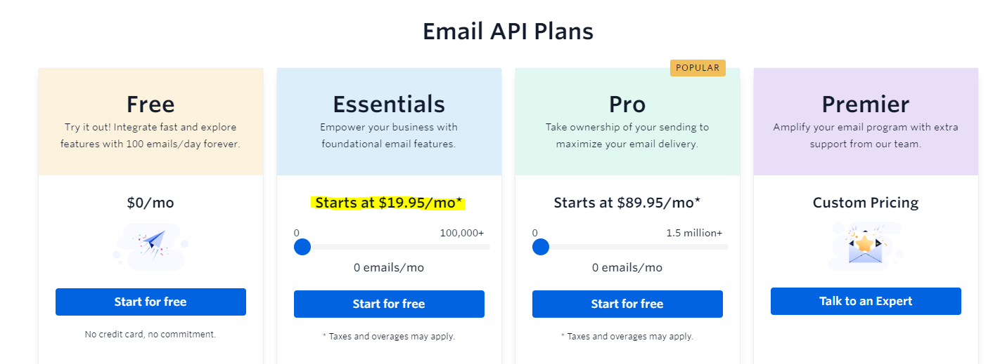 Email API Plans
Free
Try it out! Integrate fast and explore
features with 100 emails/day forever.
$0/mo
Start for free
No credit card, no commitment.
Essentials
Empower your business with
foundational email features.
Starts at $19.95/mo*
0 100,000+
0 emails/mo
Start for free
* Taxes and overages may apply.
POPULAR
Pro
Take ownership of your sending to
maximize your email delivery.
Starts at $89.95/mo*
0 1.5 million+
0 emails/mo
Start for free
* Taxes and overages may apply.
Premier
Amplify your email program with extra
support from our team.
Custom Pricing
Talk to an Expert